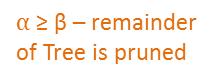 α ≥ β – remainder
of Tree is pruned